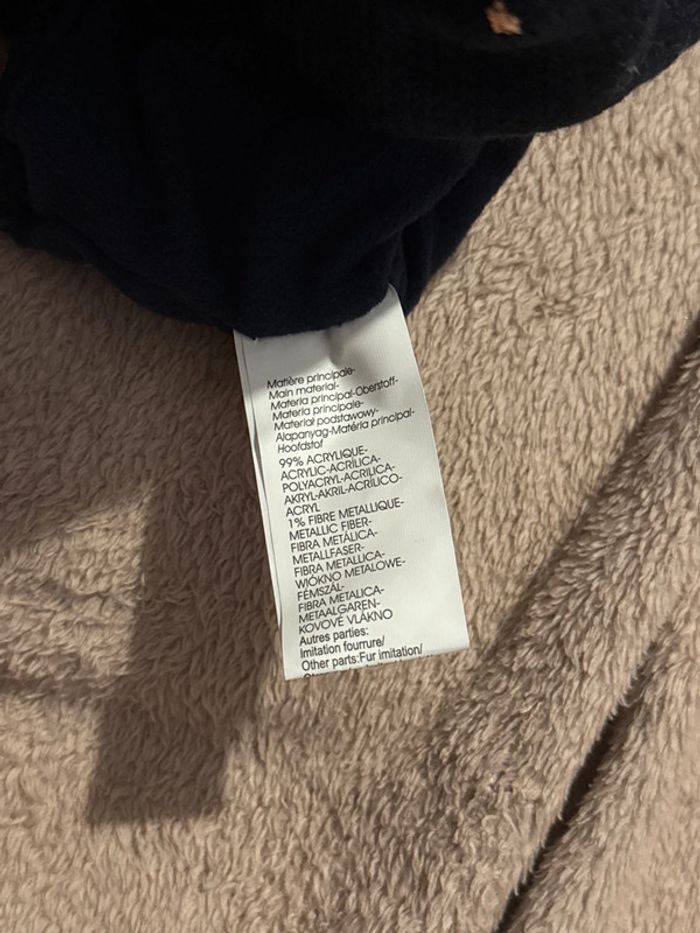 Matière principale-
Main material-
Materia principal-Oberstoff-
Materia principale-
Materiał podstawowy-
Alapanyag-Matéria principal-
Hoofdstof
99% ACRYLIQUE-
ACRYLIC-ACRÍLICA-
POLYACRYL-ACRILICA-
AKRYL-AKRIL-ACRÍLICO-
ACRYL
1% FIBRE METALLIQUE-
METALLIC FIBER-
FIBRA METÁLICA-
METALLFASER-
FIBRA METALLICA-
WIÓKNO METALOWE-
FÉMSZÁL-
FIBRA METALICA-
METAALGAREN-
KOVOVÉ VLÁKNO
Autres parties:
Imitation fourrure/
Other parts:Fur imitation/